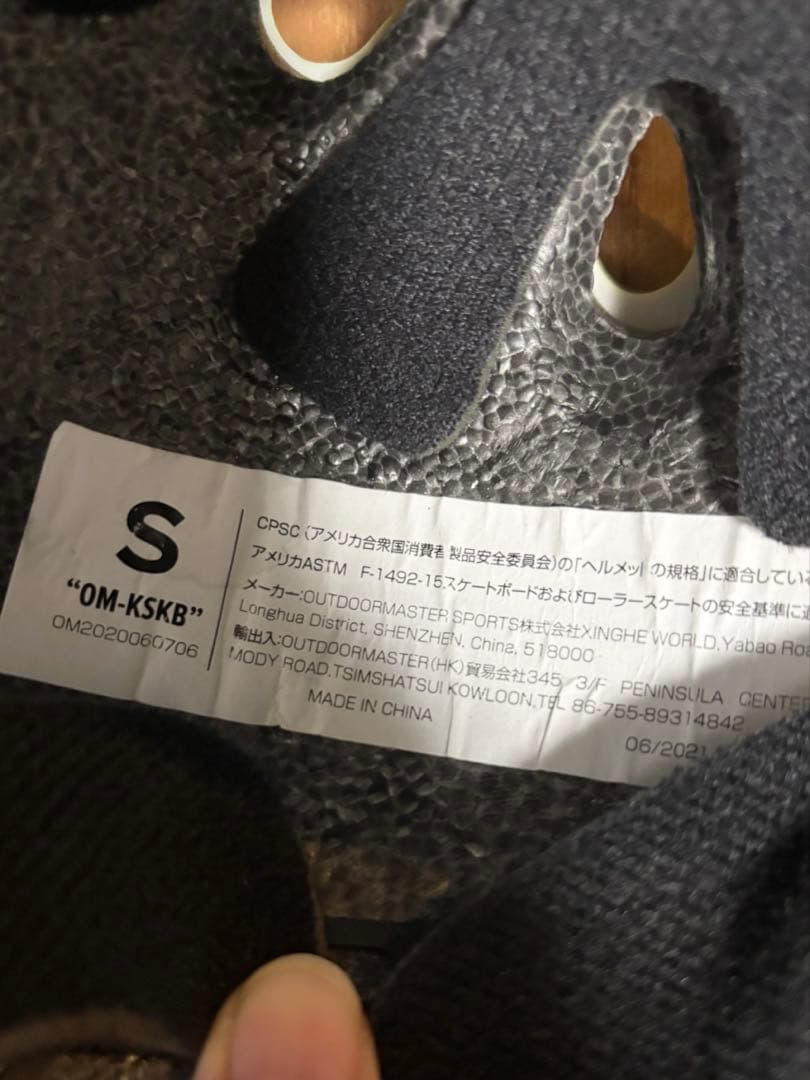 S
“OM-KSKB”
OM2020060706
CPSC（アメリカ合衆国消費者製品安全委員会）の「ヘルメットの規格」に適合してい
アメリカASTM F-1492-15スケートボードおよびローラースケートの安全基準に
メーカー：OUTDOORMASTER SPORTS株式会社XINGHE WORLD,Yabao
Longhua District, SHENZHEN, China, 518000
輸出入：OUTDOORMASTER(HK)貿易会社345 3/F PENINSULA CENTER
MODY ROAD.TSIMSHATSUI KOWLOON,TEL 86-755-89314842
MADE IN CHINA
06/2021